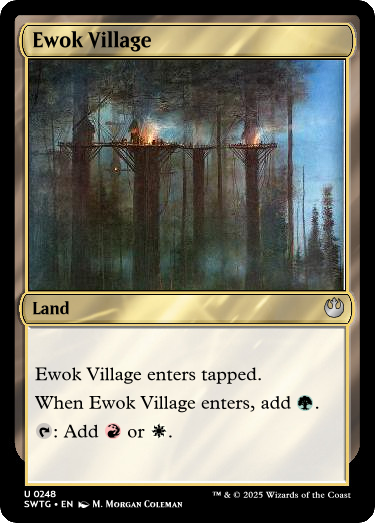 Ewok Village
Land
Ewok Village enters tapped.
When Ewok Village enters, add .
: Add or .
U 0248
SWTG • EN M. Morgan Coleman
™ & © 2025 Wizards of the Coast